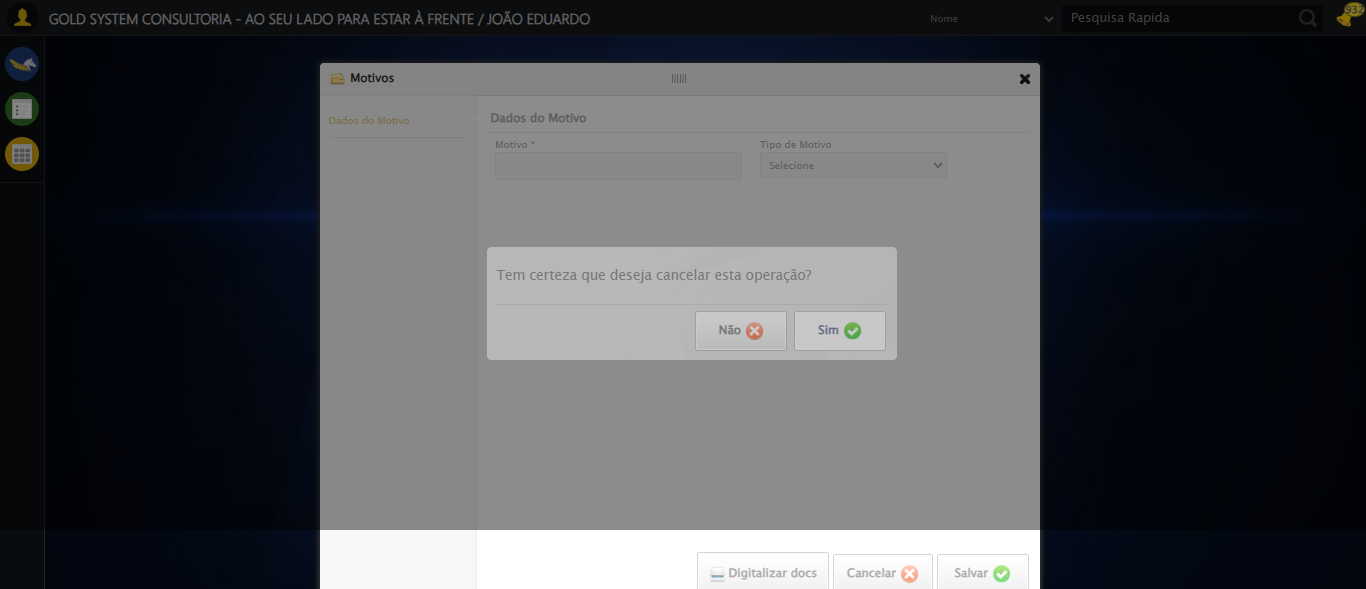 GOLD SYSTEM CONSULTORIA - AO SEU LADO PARA ESTAR À FRENTE / JOÃO EDUARDO
Nome
Pesquisa Rapida
932
Motivos
Dados do Motivo
Dados do Motivo
Motivo *
Tipo de Motivo
Selecione
Tem certeza que deseja cancelar esta operação?
Não
Sim
Digitalizar docs
Cancelar
Salvar